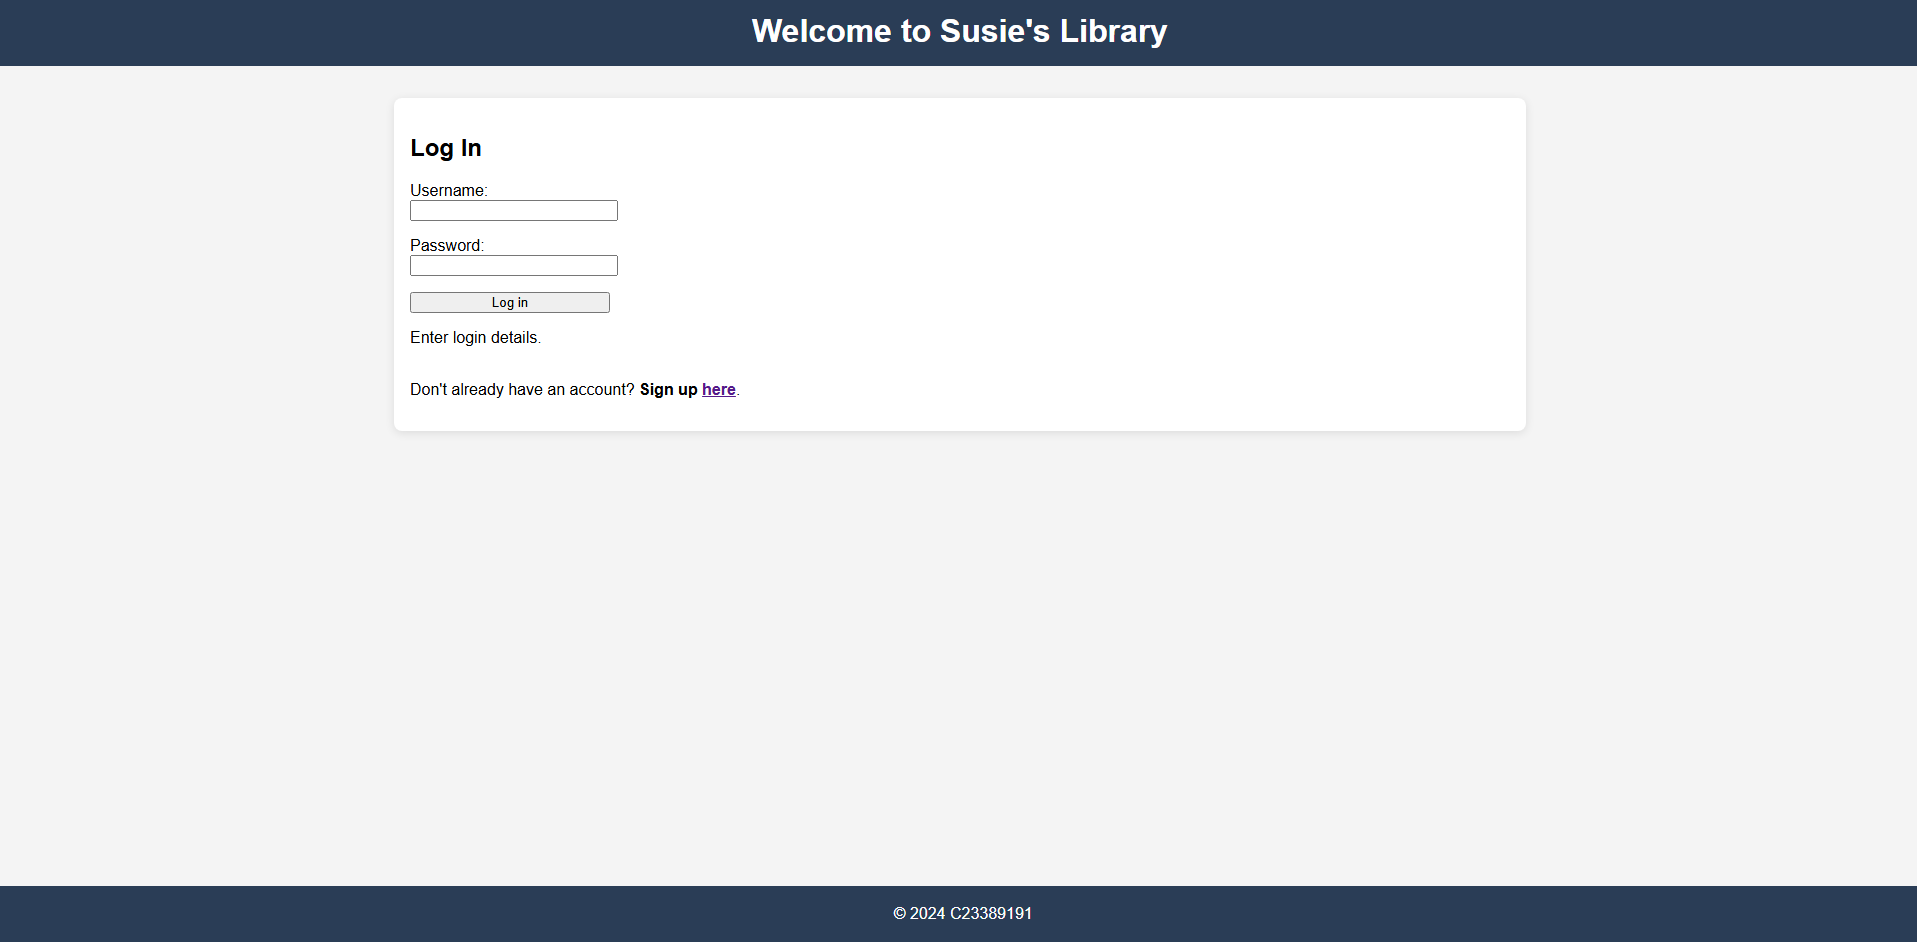 Welcome to Susie's Library
Log In
Username:
Password:
Log in
Enter login details.
Don't already have an account? Sign up here.
© 2024 C23389191